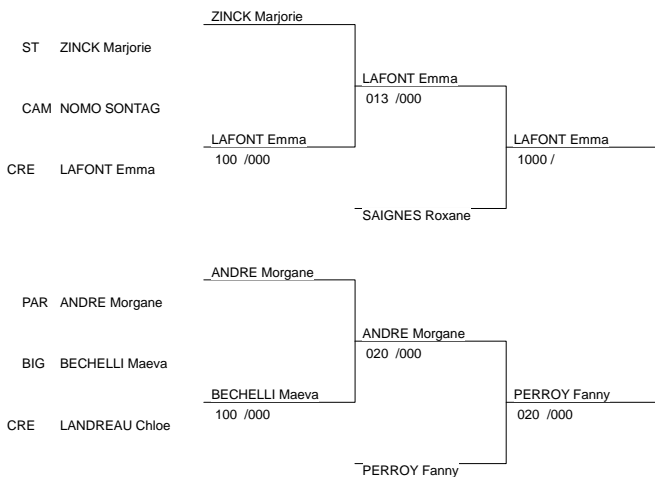 ZINCK Marjorie
ST ZINCK Marjorie
LAFONT Emma
013 /000
CAM NOMO SONTAG
LAFONT Emma
100 /000
LAFONT Emma
1000 /
CRE LAFONT Emma
SAIGNES Roxane
ANDRE Morgane
PAR ANDRE Morgane
ANDRE Morgane
020 /000
BIG BECHELLI Maeva
BECHELLI Maeva
100 /000
PERROY Fanny
020 /000
CRE LANDREAU Chloe
PERROY Fanny